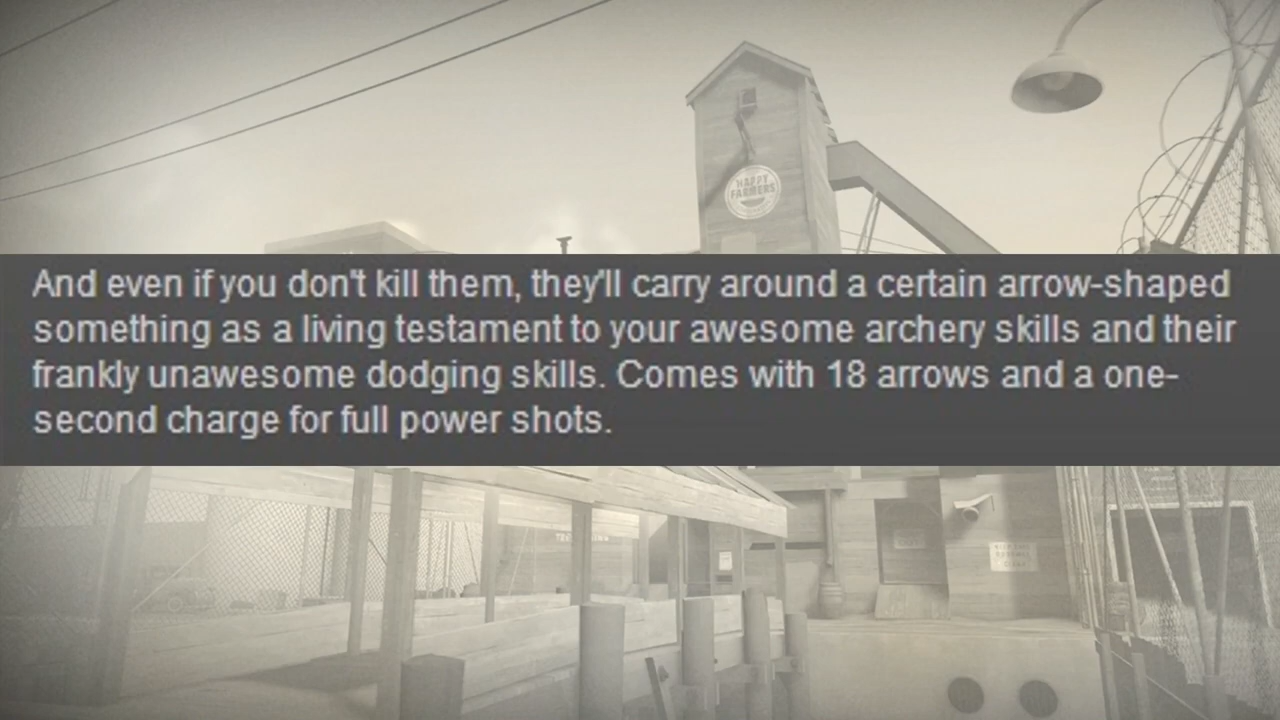 HAPPY
FARMERS
And even if you don't kill them, they'll carry around a certain arrow-shaped
something as a living testament to your awesome archery skills and their
frankly unawesome dodging skills. Comes with 18 arrows and a one-
second charge for full power shots.